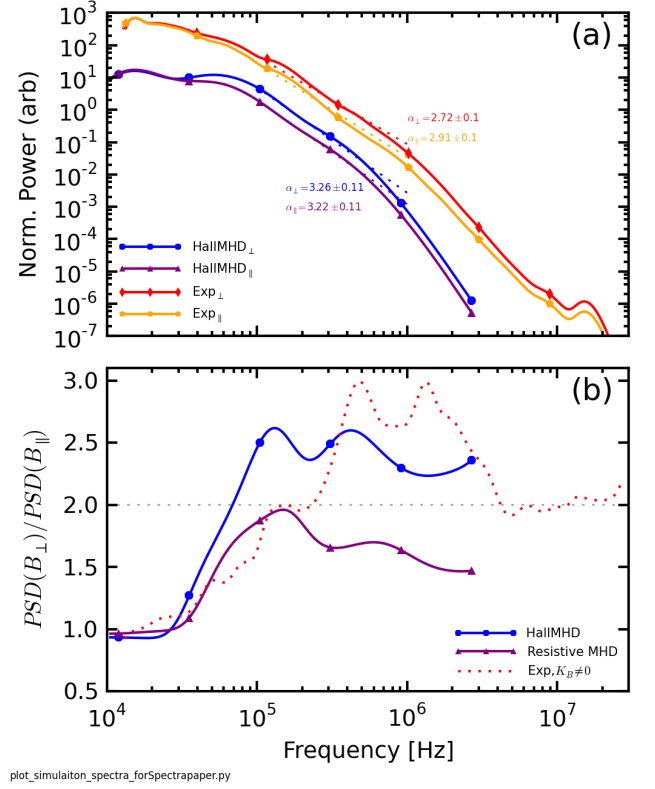 (a)
10^3
10^2
10^1
10^0
10^-1
10^-2
10^-3
10^-4
10^-5
10^-6
10^-7
Norm. Power (arb)
α⊥=2.72±0.1
α∥=2.91±0.1
α⊥=3.26±0.11
α∥=3.22±0.11
HallMHD⊥
HallMHD∥
Exp⊥
Exp∥
(b)
3.0
2.5
2.0
1.5
1.0
0.5
PSD(B⊥)/PSD(B∥)
HallMHD
Resistive MHD
Exp,K_B≠0
10^4 10^5 10^6 10^7
Frequency [Hz]
plot_simulaiton_spectra_forSpectrapaper.py